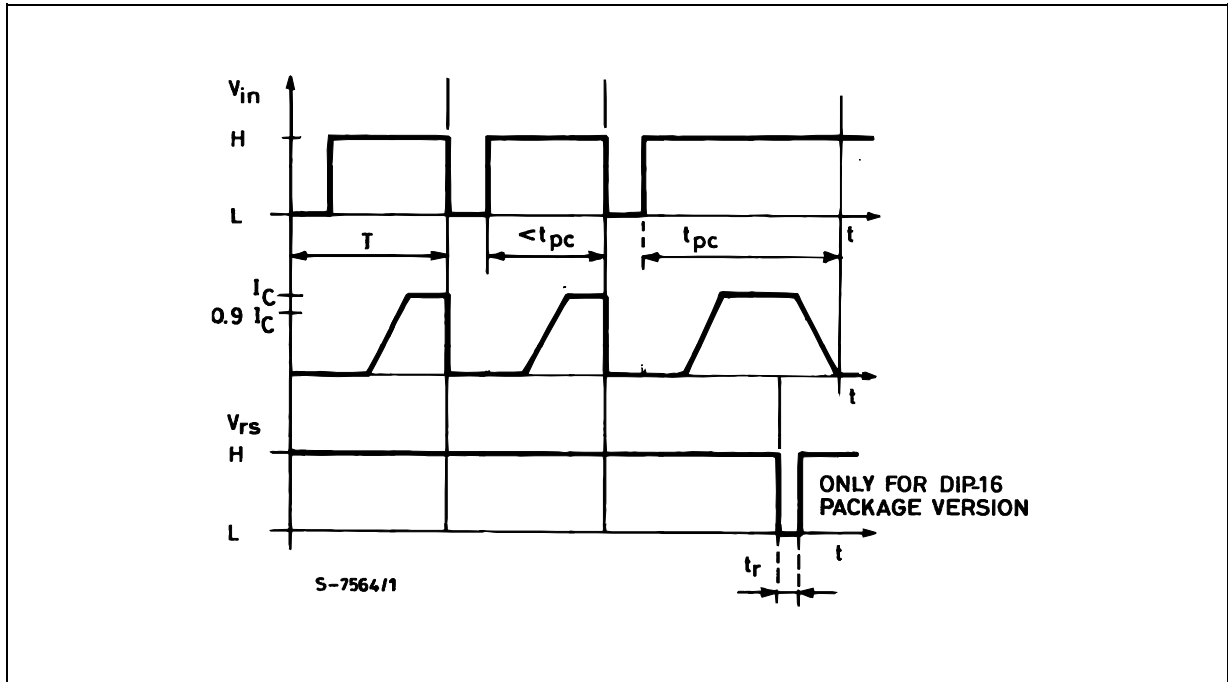 Vin
H
L
t
T
<tpc
tpc
IC
0.9 IC
t
Vrs
H
L
ONLY FOR DIP-16
PACKAGE VERSION
t
tr
S-7564/1